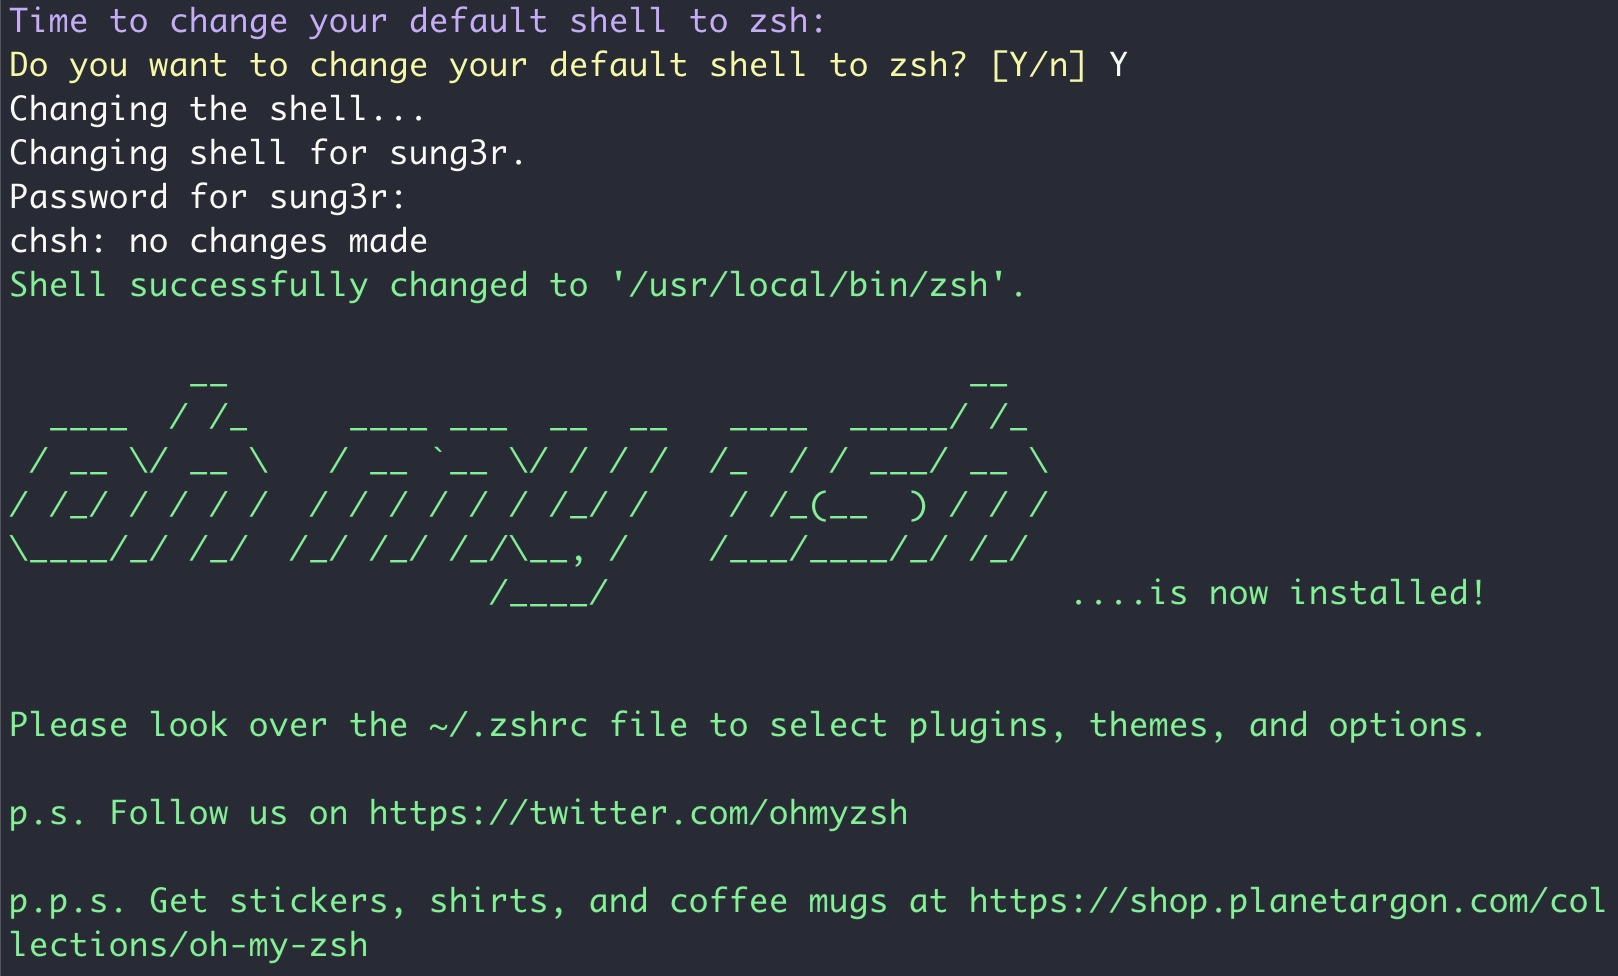 Time to change your default shell to zsh:
Do you want to change your default shell to zsh? [Y/n] Y
Changing the shell...
Changing shell for sung3r.
Password for sung3r:
chsh: no changes made
Shell successfully changed to '/usr/local/bin/zsh'.
         __                                     __
  ____  / /_     ____ ___  __  __   ____  _____/ /_
 / __ \/ __ \   / __ `__ \/ / / /  /_  / / ___/ __ \
/ /_/ / / / /  / / / / / / /_/ /    / /_(__  ) / / /
\____/_/ /_/  /_/ /_/ /_/\__, /    /___/____/_/ /_/
                        /____/                       ....is now installed!
Please look over the ~/.zshrc file to select plugins, themes, and options.
p.s. Follow us on https://twitter.com/ohmyzsh
p.p.s. Get stickers, shirts, and coffee mugs at https://shop.planetargon.com/col
lections/oh-my-zsh